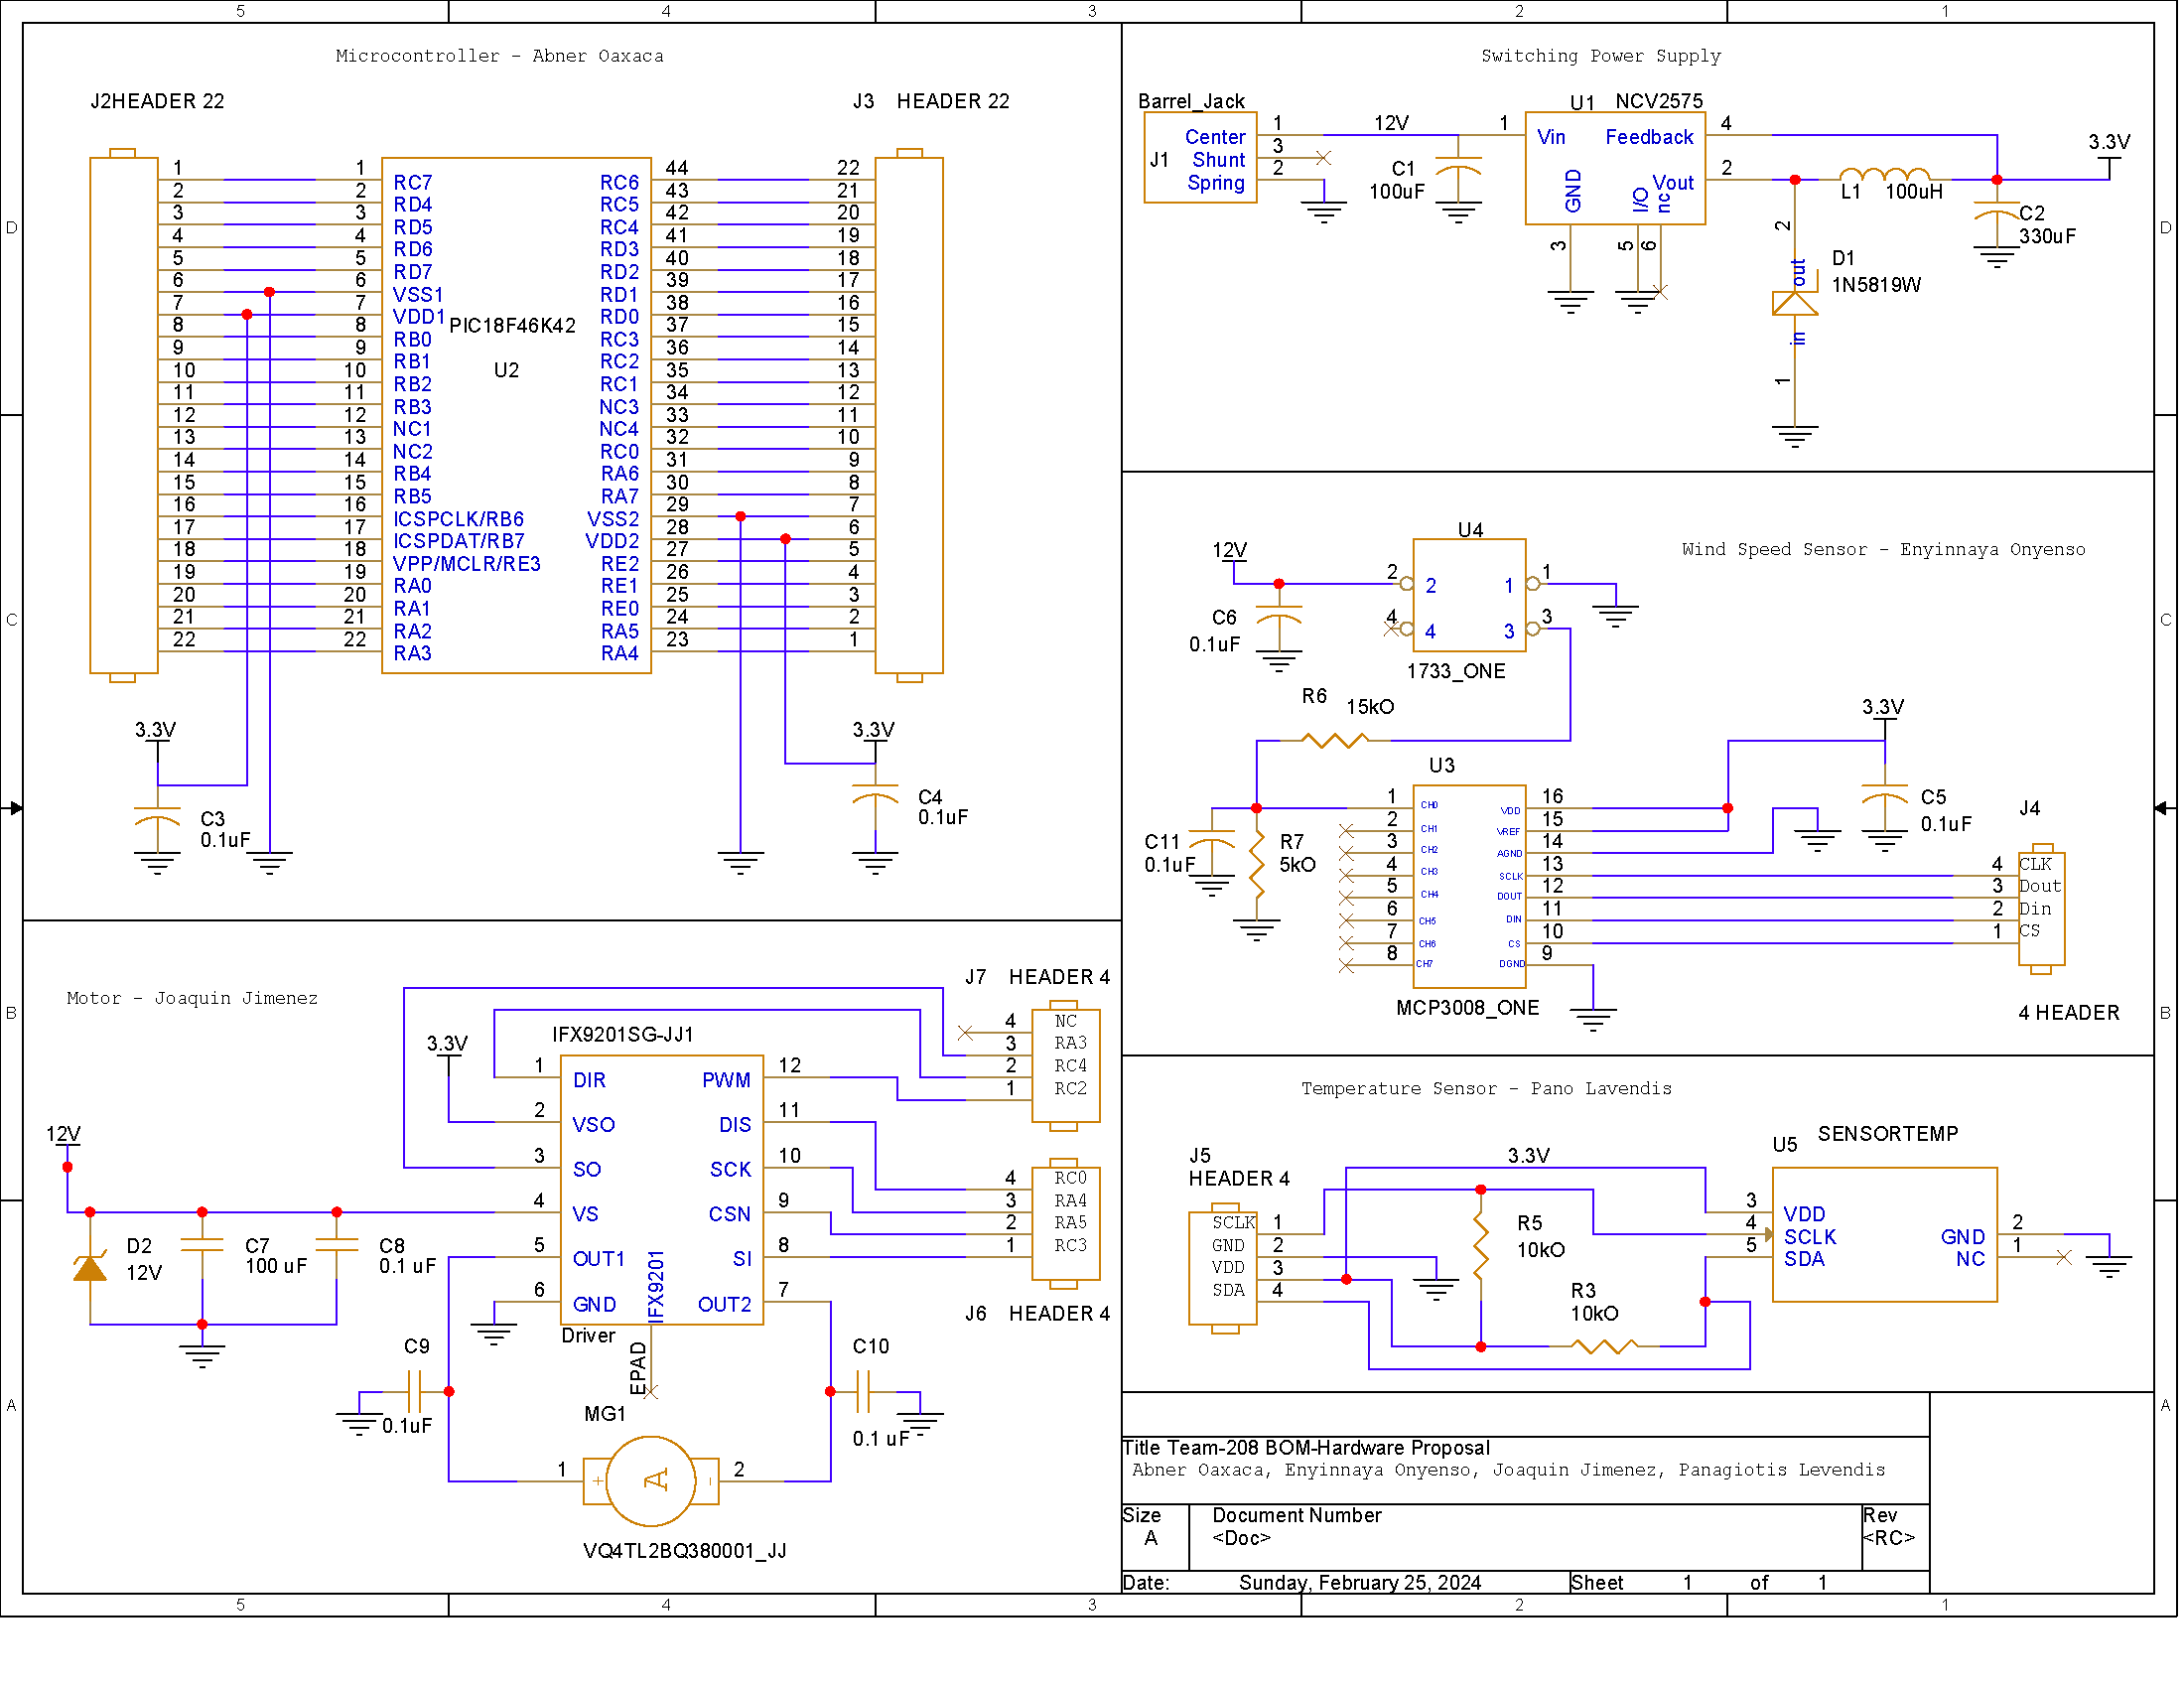 5 4 3 2 1
Microcontroller - Abner Oaxaca
J2HEADER 22
J3 HEADER 22
1 1 RC7 RC6 44 22
2 2 RD4 RC5 43 21
3 3 RD5 RC4 42 20
4 4 RD6 RD3 41 19
5 5 RD7 RD2 40 18
6 6 VSS1 RD1 39 17
7 7 VDD1 RD0 38 16
8 8 RB0 RC3 37 15
9 9 RB1 RC2 36 14
10 10 RB2 RC1 35 13
11 11 RB3 NC3 34 12
12 12 NC1 NC4 33 11
13 13 NC2 RC0 32 10
14 14 RB4 RA6 31 9
15 15 RB5 RA7 30 8
16 16 ICSPCLK/RB6 VSS2 29 7
17 17 ICSPDAT/RB7 VDD2 28 6
18 18 VPP/MCLR/RE3 RE2 27 5
19 19 RA0 RE1 26 4
20 20 RA1 RE0 25 3
21 21 RA2 RA5 24 2
22 22 RA3 RA4 23 1
PIC18F46K42
U2
3.3V
C3
0.1uF
3.3V
C4
0.1uF
Switching Power Supply
Barrel_Jack
J1
Center 1
Shunt 3
Spring 2
12V
C1
100uF
U1 NCV2575
1 Vin Feedback 4
Vout 2
GND I/O nc
3 5 6
L1 100uH
3.3V
C2
330uF
2
out
D1
1N5819W
in
1
D D
Wind Speed Sensor - Enyinnaya Onyenso
U4
12V
2 2 1 1
4 4 3 3
1733_ONE
C6
0.1uF
R6 15kO
3.3V
U3
1 CH0 VDD 16
2 CH1 VREF 15
3 CH2 AGND 14
4 CH3 SCLK 13
5 CH4 DOUT 12
6 CH5 DIN 11
7 CH6 CS 10
8 CH7 DGND 9
MCP3008_ONE
C11
0.1uF
R7
5kO
C5
0.1uF
J4
4 CLK
3 Dout
2 Din
1 CS
4 HEADER
C C
Motor - Joaquin Jimenez
J7 HEADER 4
4 NC
3 RA3
2 RC4
1 RC2
IFX9201SG-JJ1
3.3V
1 DIR PWM 12
2 VSO DIS 11
3 SO SCK 10
4 VS CSN 9
5 OUT1 SI 8
6 GND OUT2 7
IFX9201
Driver
EPAD
4 RC0
3 RA4
2 RA5
1 RC3
J6 HEADER 4
12V
D2
12V
C7
100 uF
C8
0.1 uF
C9
0.1uF
C10
0.1 uF
MG1
1 + A - 2
VQ4TL2BQ380001_JJ
B B
Temperature Sensor - Pano Lavendis
J5
HEADER 4
SCLK 1
GND 2
VDD 3
SDA 4
3.3V
R5
10kO
R3
10kO
U5 SENSORTEMP
3 VDD
4 SCLK
5 SDA
GND 2
NC 1
A A
Title Team-208 BOM-Hardware Proposal
Abner Oaxaca, Enyinnaya Onyenso, Joaquin Jimenez, Panagiotis Levendis
Size
A
Document Number
<Doc>
Rev
<RC>
Date: Sunday, February 25, 2024 Sheet 1 of 1
5 4 3 2 1